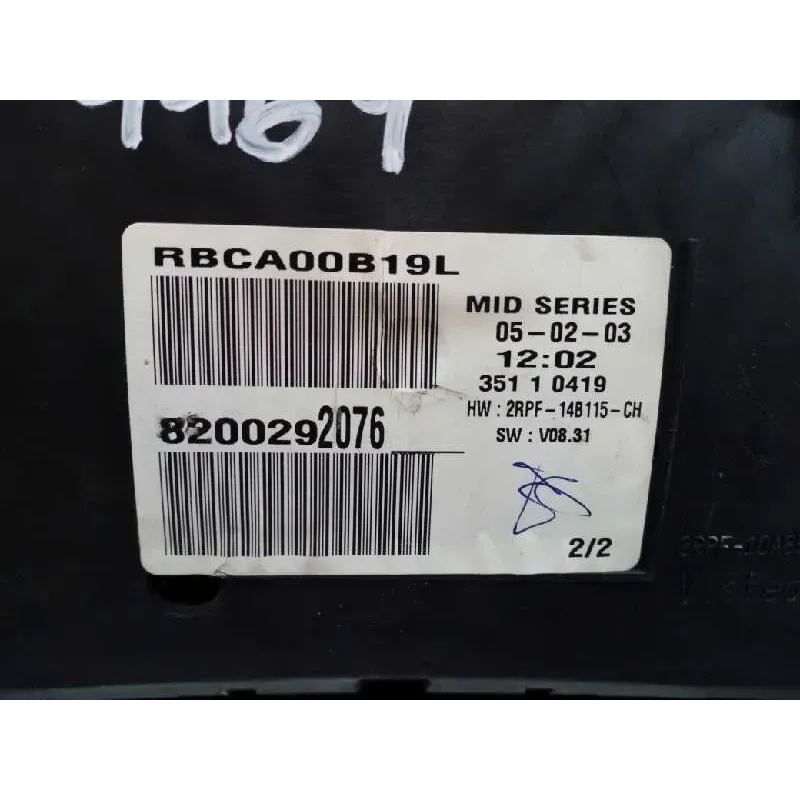 RBCA00B19L
MID SERIES
05-02-03
12:02
351 1 0419
HW : 2RPF-14B115-CH
8200292076
SW : V08.31
2/2